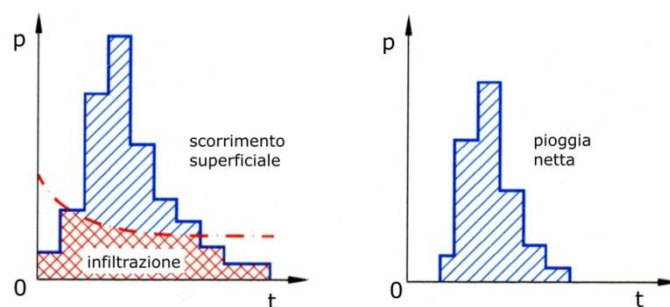 p
scorrimento
superficiale
infiltrazione
0
t
p
pioggia
netta
0
t